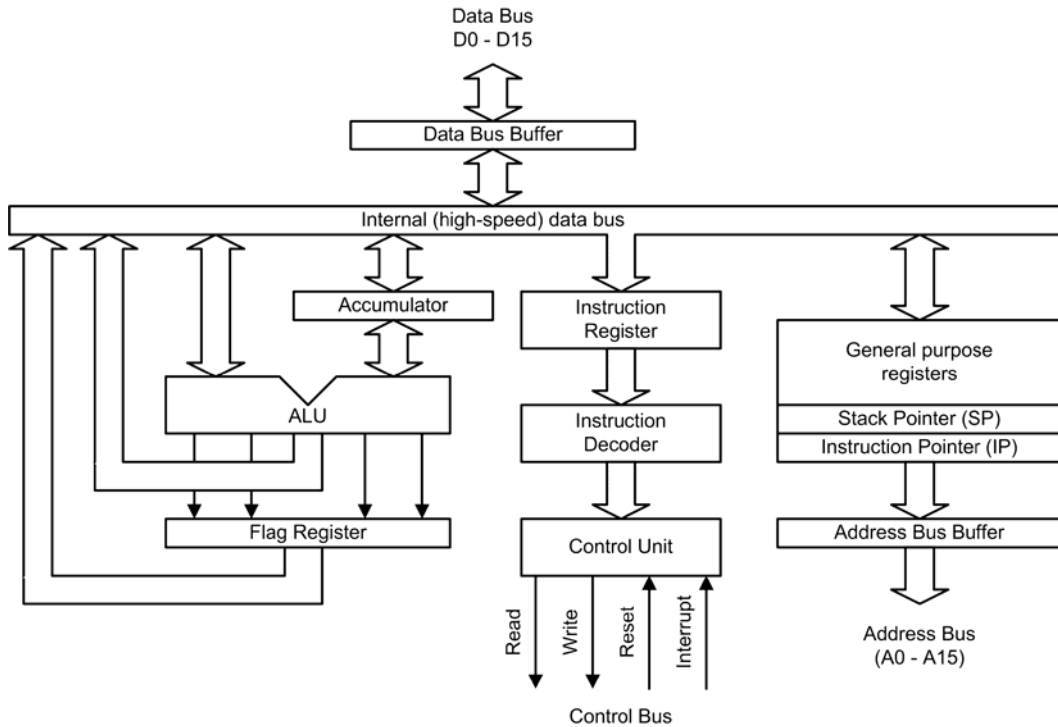 Data Bus
D0 - D15
Data Bus Buffer
Internal (high-speed) data bus
Accumulator
ALU
Flag Register
Instruction
Register
Instruction
Decoder
Control Unit
Read
Write
Reset
Interrupt
Control Bus
General purpose
registers
Stack Pointer (SP)
Instruction Pointer (IP)
Address Bus Buffer
Address Bus
(A0 - A15)